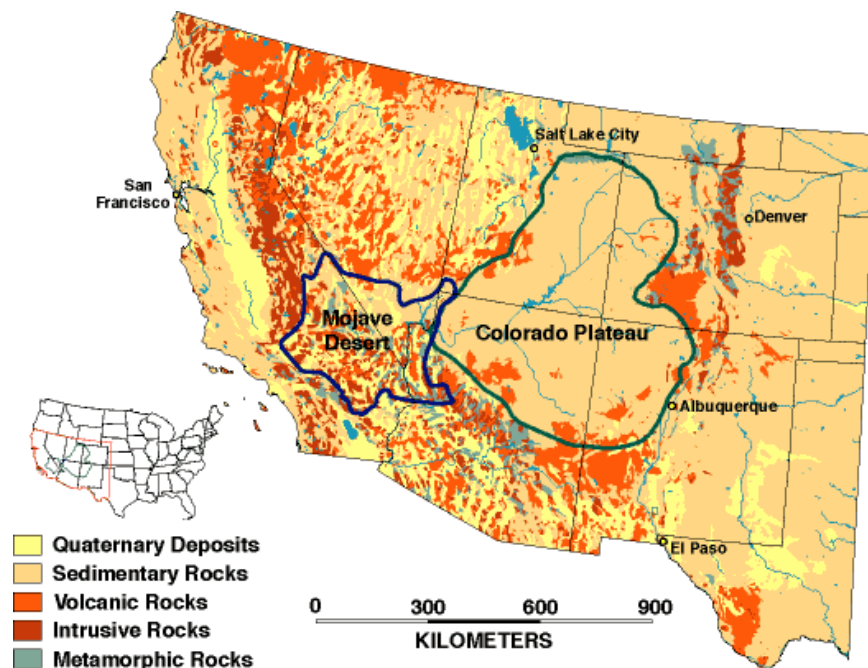 Salt Lake City
San
Francisco
Denver
Mojave
Desert
Colorado Plateau
Albuquerque
El Paso
Quaternary Deposits
Sedimentary Rocks
Volcanic Rocks
Intrusive Rocks
Metamorphic Rocks
0 300 600 900
KILOMETERS